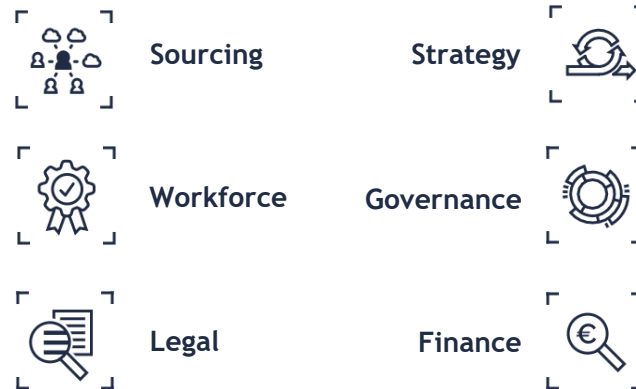 Sourcing
Strategy
Workforce
Governance
Legal
€
Finance